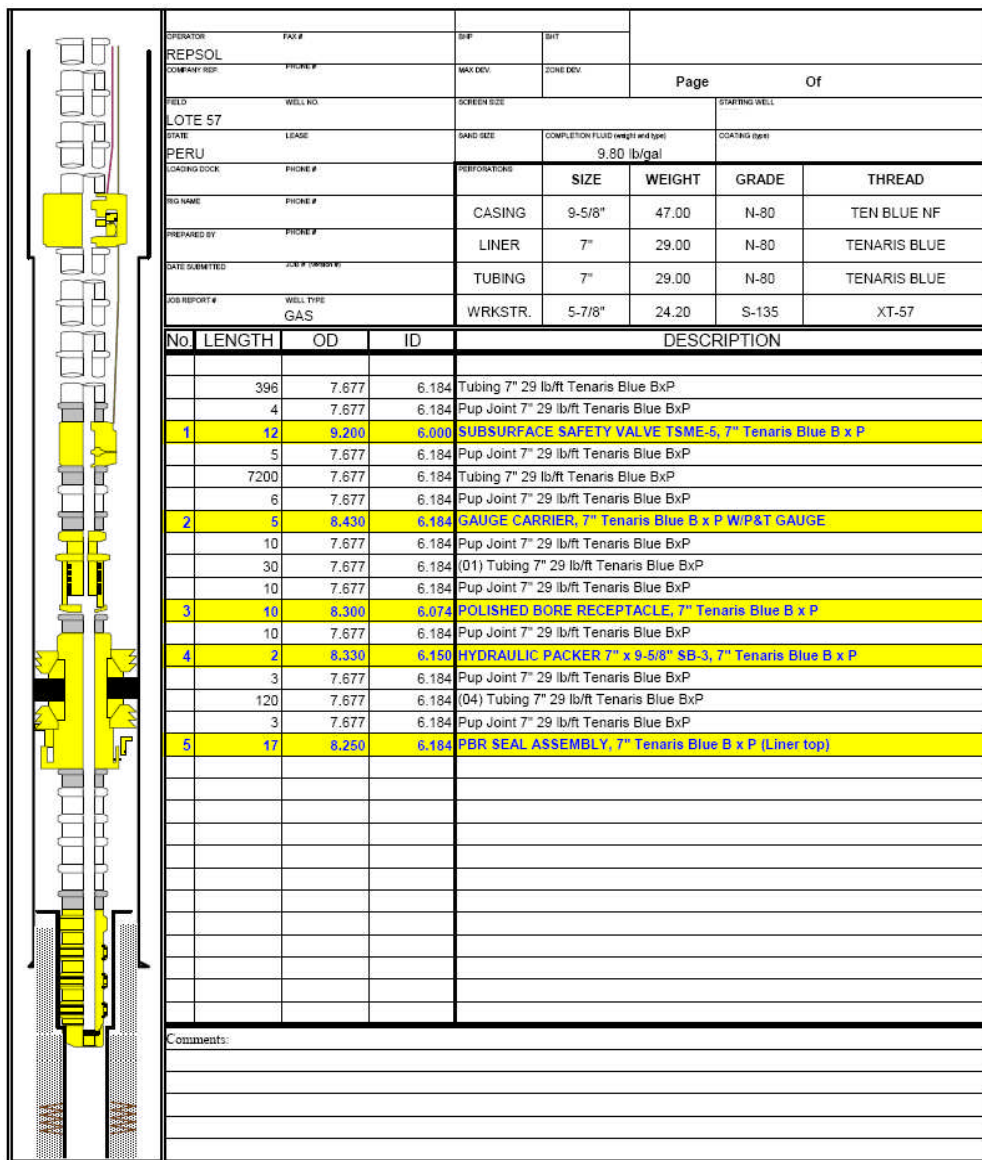 OPERATOR FAX # BHP BHT
REPSOL
COMPANY REP. PHONE # MAX DEV. ZONE DEV.
Page Of
FIELD WELL NO. SCREEN SIZE STARTING WELL
LOTE 57
STATE LEASE SAND SIZE COMPLETION FLUID (weight and type) COATING (type)
PERU 9.80 lb/gal
LOADING DOCK PHONE # PERFORATIONS SIZE WEIGHT GRADE THREAD
RIG NAME PHONE #
CASING 9-5/8" 47.00 N-80 TEN BLUE NF
PREPARED BY PHONE #
LINER 7" 29.00 N-80 TENARIS BLUE
DATE SUBMITTED JOB # (Version #)
TUBING 7" 29.00 N-80 TENARIS BLUE
JOB REPORT # WELL TYPE
GAS
WRKSTR. 5-7/8" 24.20 S-135 XT-57
No. LENGTH OD ID DESCRIPTION
396 7.677 6.184 Tubing 7" 29 lb/ft Tenaris Blue BxP
4 7.677 6.184 Pup Joint 7" 29 lb/ft Tenaris Blue BxP
1 12 9.200 6.000 SUBSURFACE SAFETY VALVE TSME-5, 7" Tenaris Blue B x P
5 7.677 6.184 Pup Joint 7" 29 lb/ft Tenaris Blue BxP
7200 7.677 6.184 Tubing 7" 29 lb/ft Tenaris Blue BxP
6 7.677 6.184 Pup Joint 7" 29 lb/ft Tenaris Blue BxP
2 5 8.430 6.184 GAUGE CARRIER, 7" Tenaris Blue B x P W/P&T GAUGE
10 7.677 6.184 Pup Joint 7" 29 lb/ft Tenaris Blue BxP
30 7.677 6.184 (01) Tubing 7" 29 lb/ft Tenaris Blue BxP
10 7.677 6.184 Pup Joint 7" 29 lb/ft Tenaris Blue BxP
3 10 8.300 6.074 POLISHED BORE RECEPTACLE, 7" Tenaris Blue B x P
10 7.677 6.184 Pup Joint 7" 29 lb/ft Tenaris Blue BxP
4 2 8.330 6.150 HYDRAULIC PACKER 7" x 9-5/8" SB-3, 7" Tenaris Blue B x P
3 7.677 6.184 Pup Joint 7" 29 lb/ft Tenaris Blue BxP
120 7.677 6.184 (04) Tubing 7" 29 lb/ft Tenaris Blue BxP
3 7.677 6.184 Pup Joint 7" 29 lb/ft Tenaris Blue BxP
5 17 8.250 6.184 PBR SEAL ASSEMBLY, 7" Tenaris Blue B x P (Liner top)
Comments: